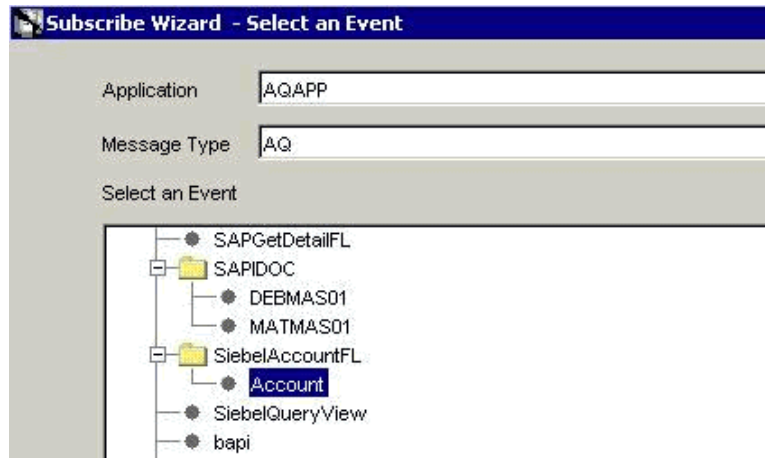 Subscribe Wizard - Select an Event
Application AQAPP
Message Type AQ
Select an Event
SAPGetDetailFL
SAPIDOC
DEBMAS01
MATMAS01
SiebelAccountFL
Account
SiebelQueryView
bapi